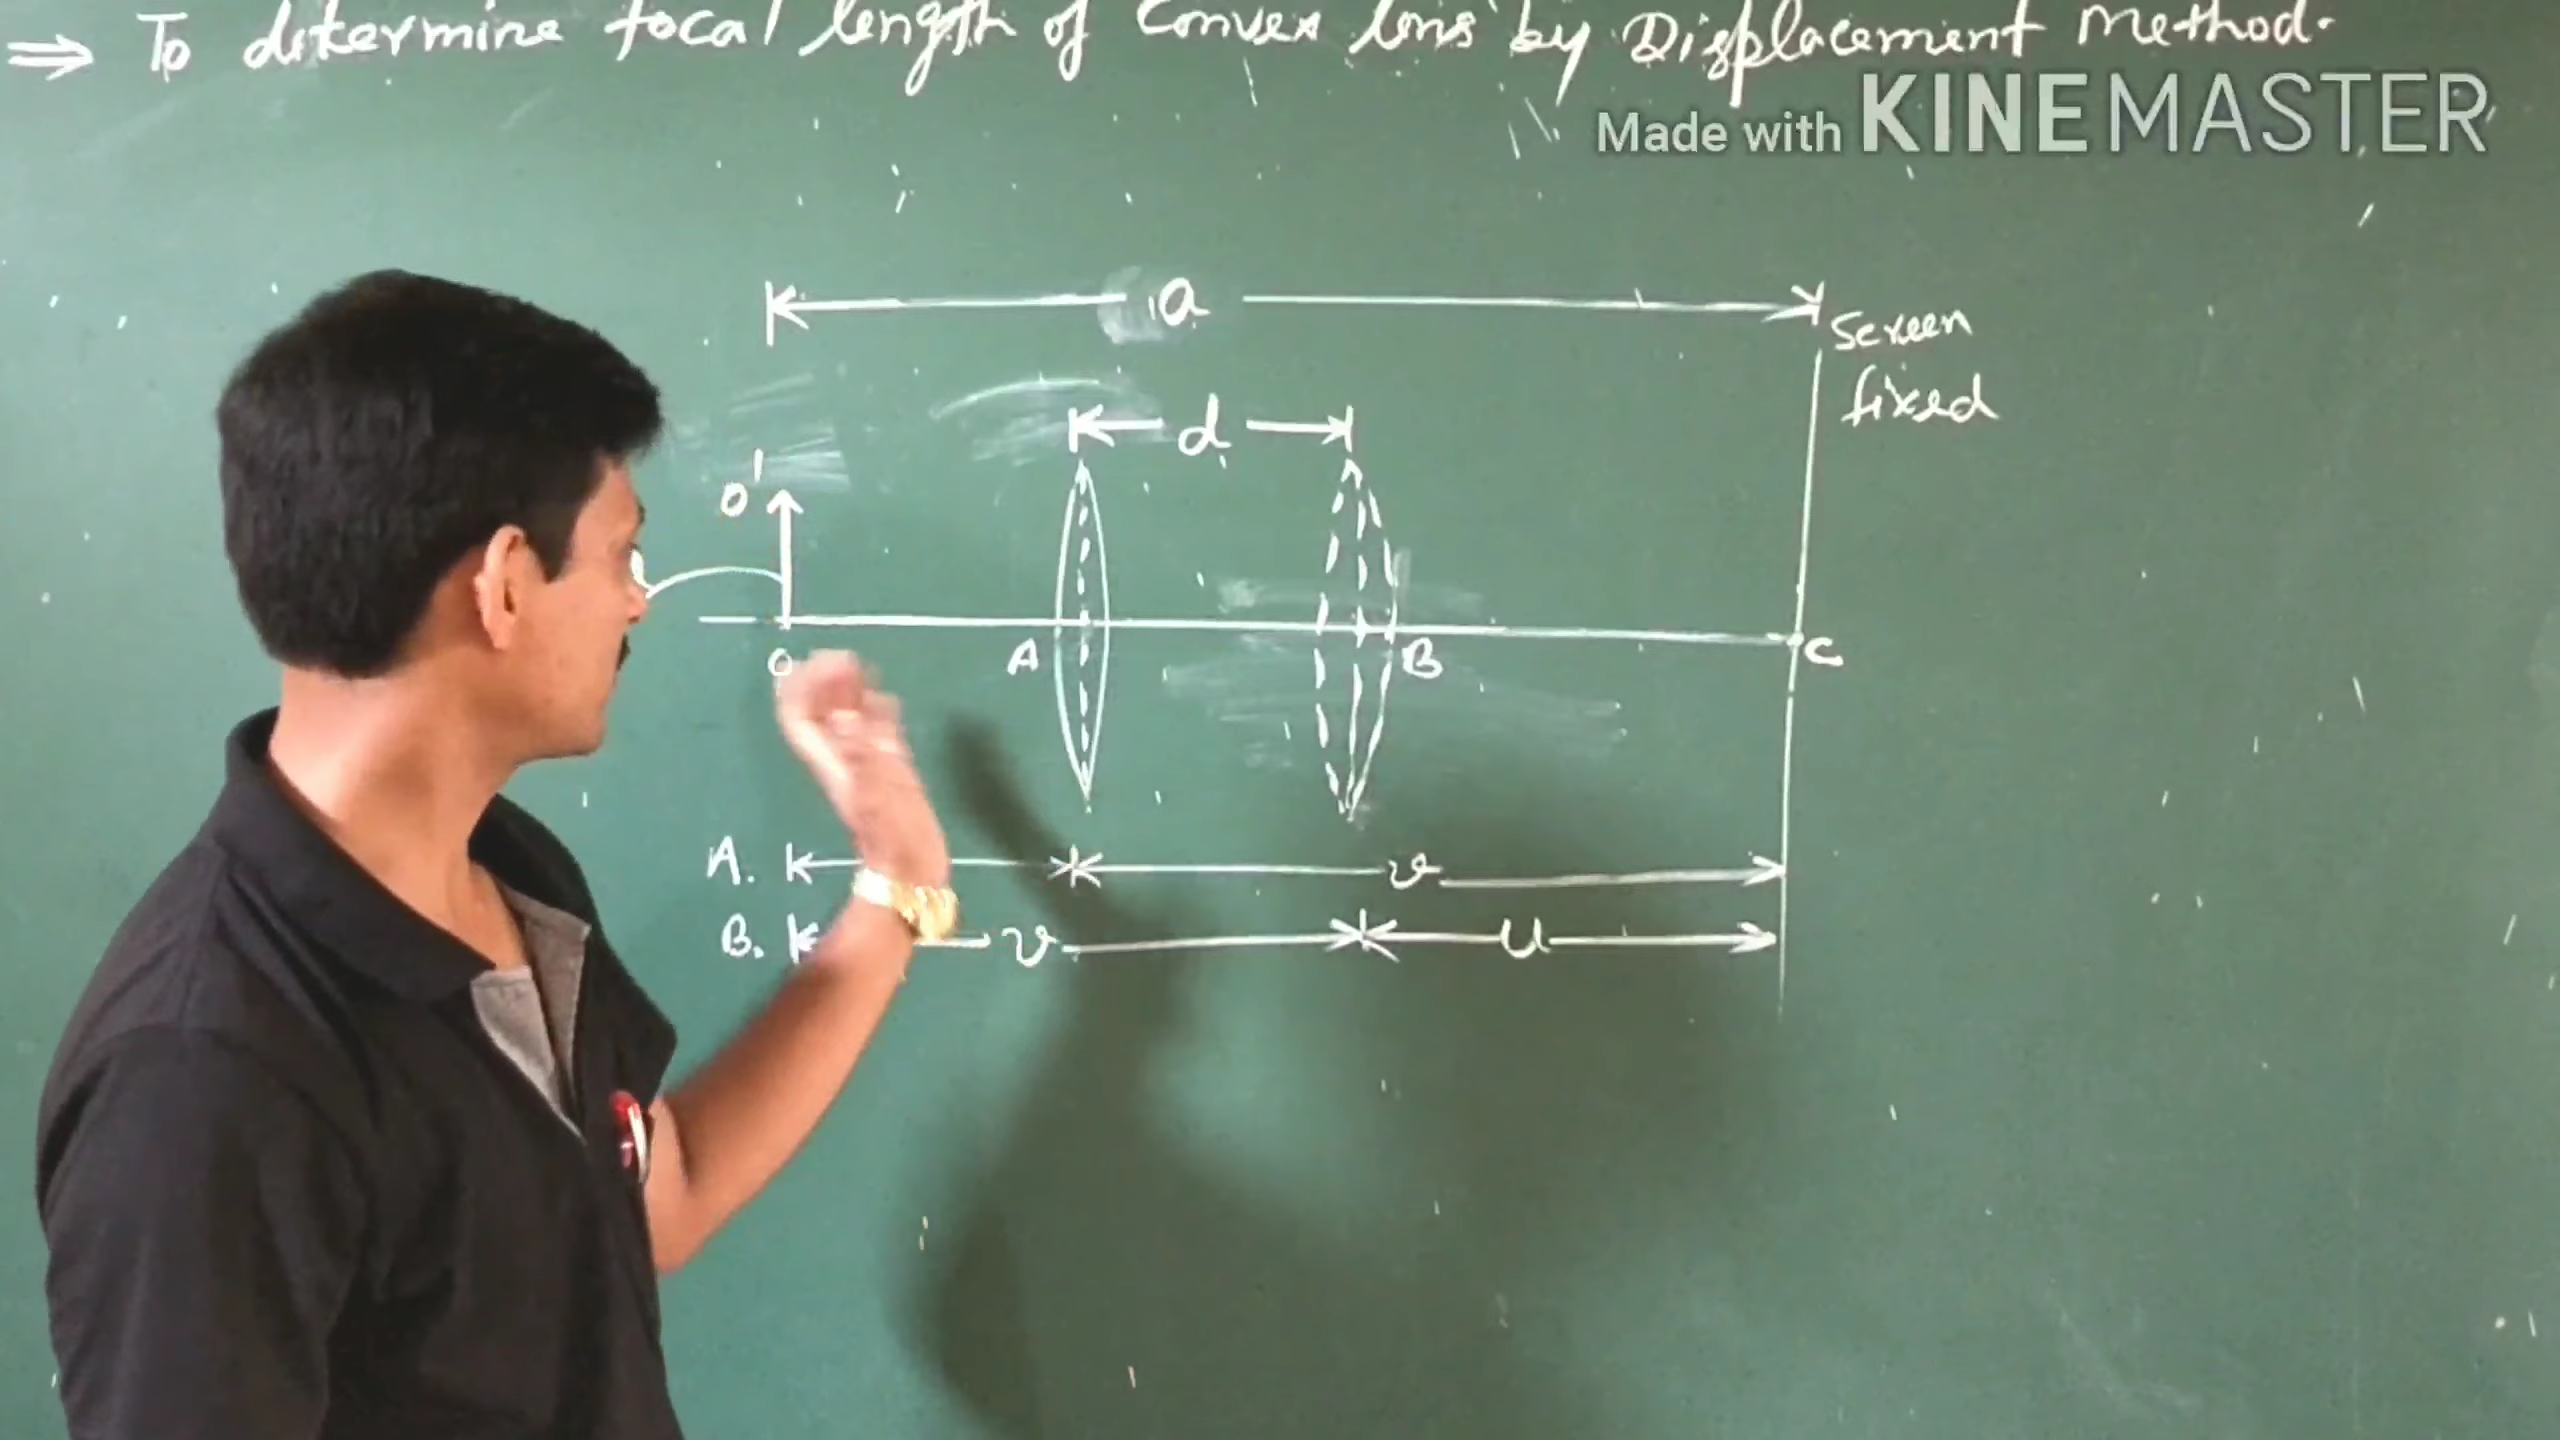 ⇒ To determine focal length of Convex lens by Displacement Method.
Made with KINEMASTER
a
Screen
fixed
d
O'
O
A
B
C
A. v
B. v u